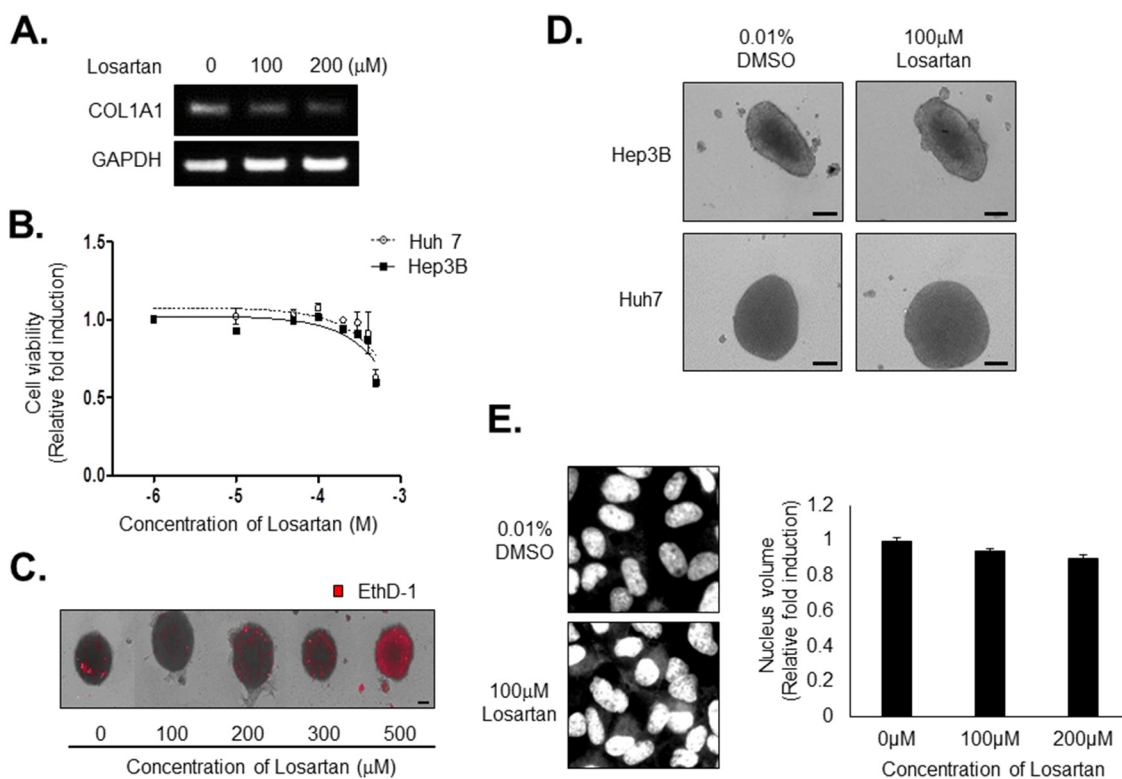 A.
Losartan 0 100 200 (μM)
COL1A1
GAPDH
B.
1.5
1.0
0.5
0.0
-6 -5 -4 -3
Cell viability
(Relative fold induction)
Huh 7
Hep3B
Concentration of Losartan (M)
C.
EthD-1
0 100 200 300 500
Concentration of Losartan (μM)
D.
0.01%
DMSO
100μM
Losartan
Hep3B
Huh7
E.
0.01%
DMSO
100μM
Losartan
Nucleus volume
(Relative fold induction)
1.2
1
0.8
0.6
0.4
0.2
0
0μM 100μM 200μM
Concentration of Losartan